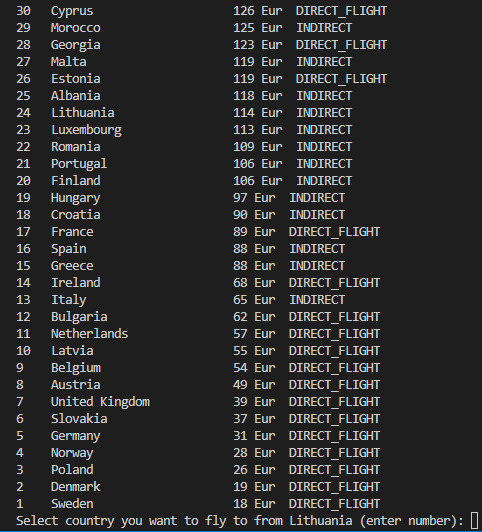 30 Cyprus 126 Eur DIRECT_FLIGHT
29 Morocco 125 Eur INDIRECT
28 Georgia 123 Eur DIRECT_FLIGHT
27 Malta 119 Eur INDIRECT
26 Estonia 119 Eur DIRECT_FLIGHT
25 Albania 118 Eur INDIRECT
24 Lithuania 114 Eur INDIRECT
23 Luxembourg 113 Eur INDIRECT
22 Romania 109 Eur INDIRECT
21 Portugal 106 Eur INDIRECT
20 Finland 106 Eur INDIRECT
19 Hungary 97 Eur INDIRECT
18 Croatia 90 Eur INDIRECT
17 France 89 Eur DIRECT_FLIGHT
16 Spain 88 Eur INDIRECT
15 Greece 88 Eur INDIRECT
14 Ireland 68 Eur DIRECT_FLIGHT
13 Italy 65 Eur INDIRECT
12 Bulgaria 62 Eur DIRECT_FLIGHT
11 Netherlands 57 Eur DIRECT_FLIGHT
10 Latvia 55 Eur DIRECT_FLIGHT
9 Belgium 54 Eur DIRECT_FLIGHT
8 Austria 49 Eur DIRECT_FLIGHT
7 United Kingdom 39 Eur DIRECT_FLIGHT
6 Slovakia 37 Eur DIRECT_FLIGHT
5 Germany 31 Eur DIRECT_FLIGHT
4 Norway 28 Eur DIRECT_FLIGHT
3 Poland 26 Eur DIRECT_FLIGHT
2 Denmark 19 Eur DIRECT_FLIGHT
1 Sweden 18 Eur DIRECT_FLIGHT
Select country you want to fly to from Lithuania (enter number):